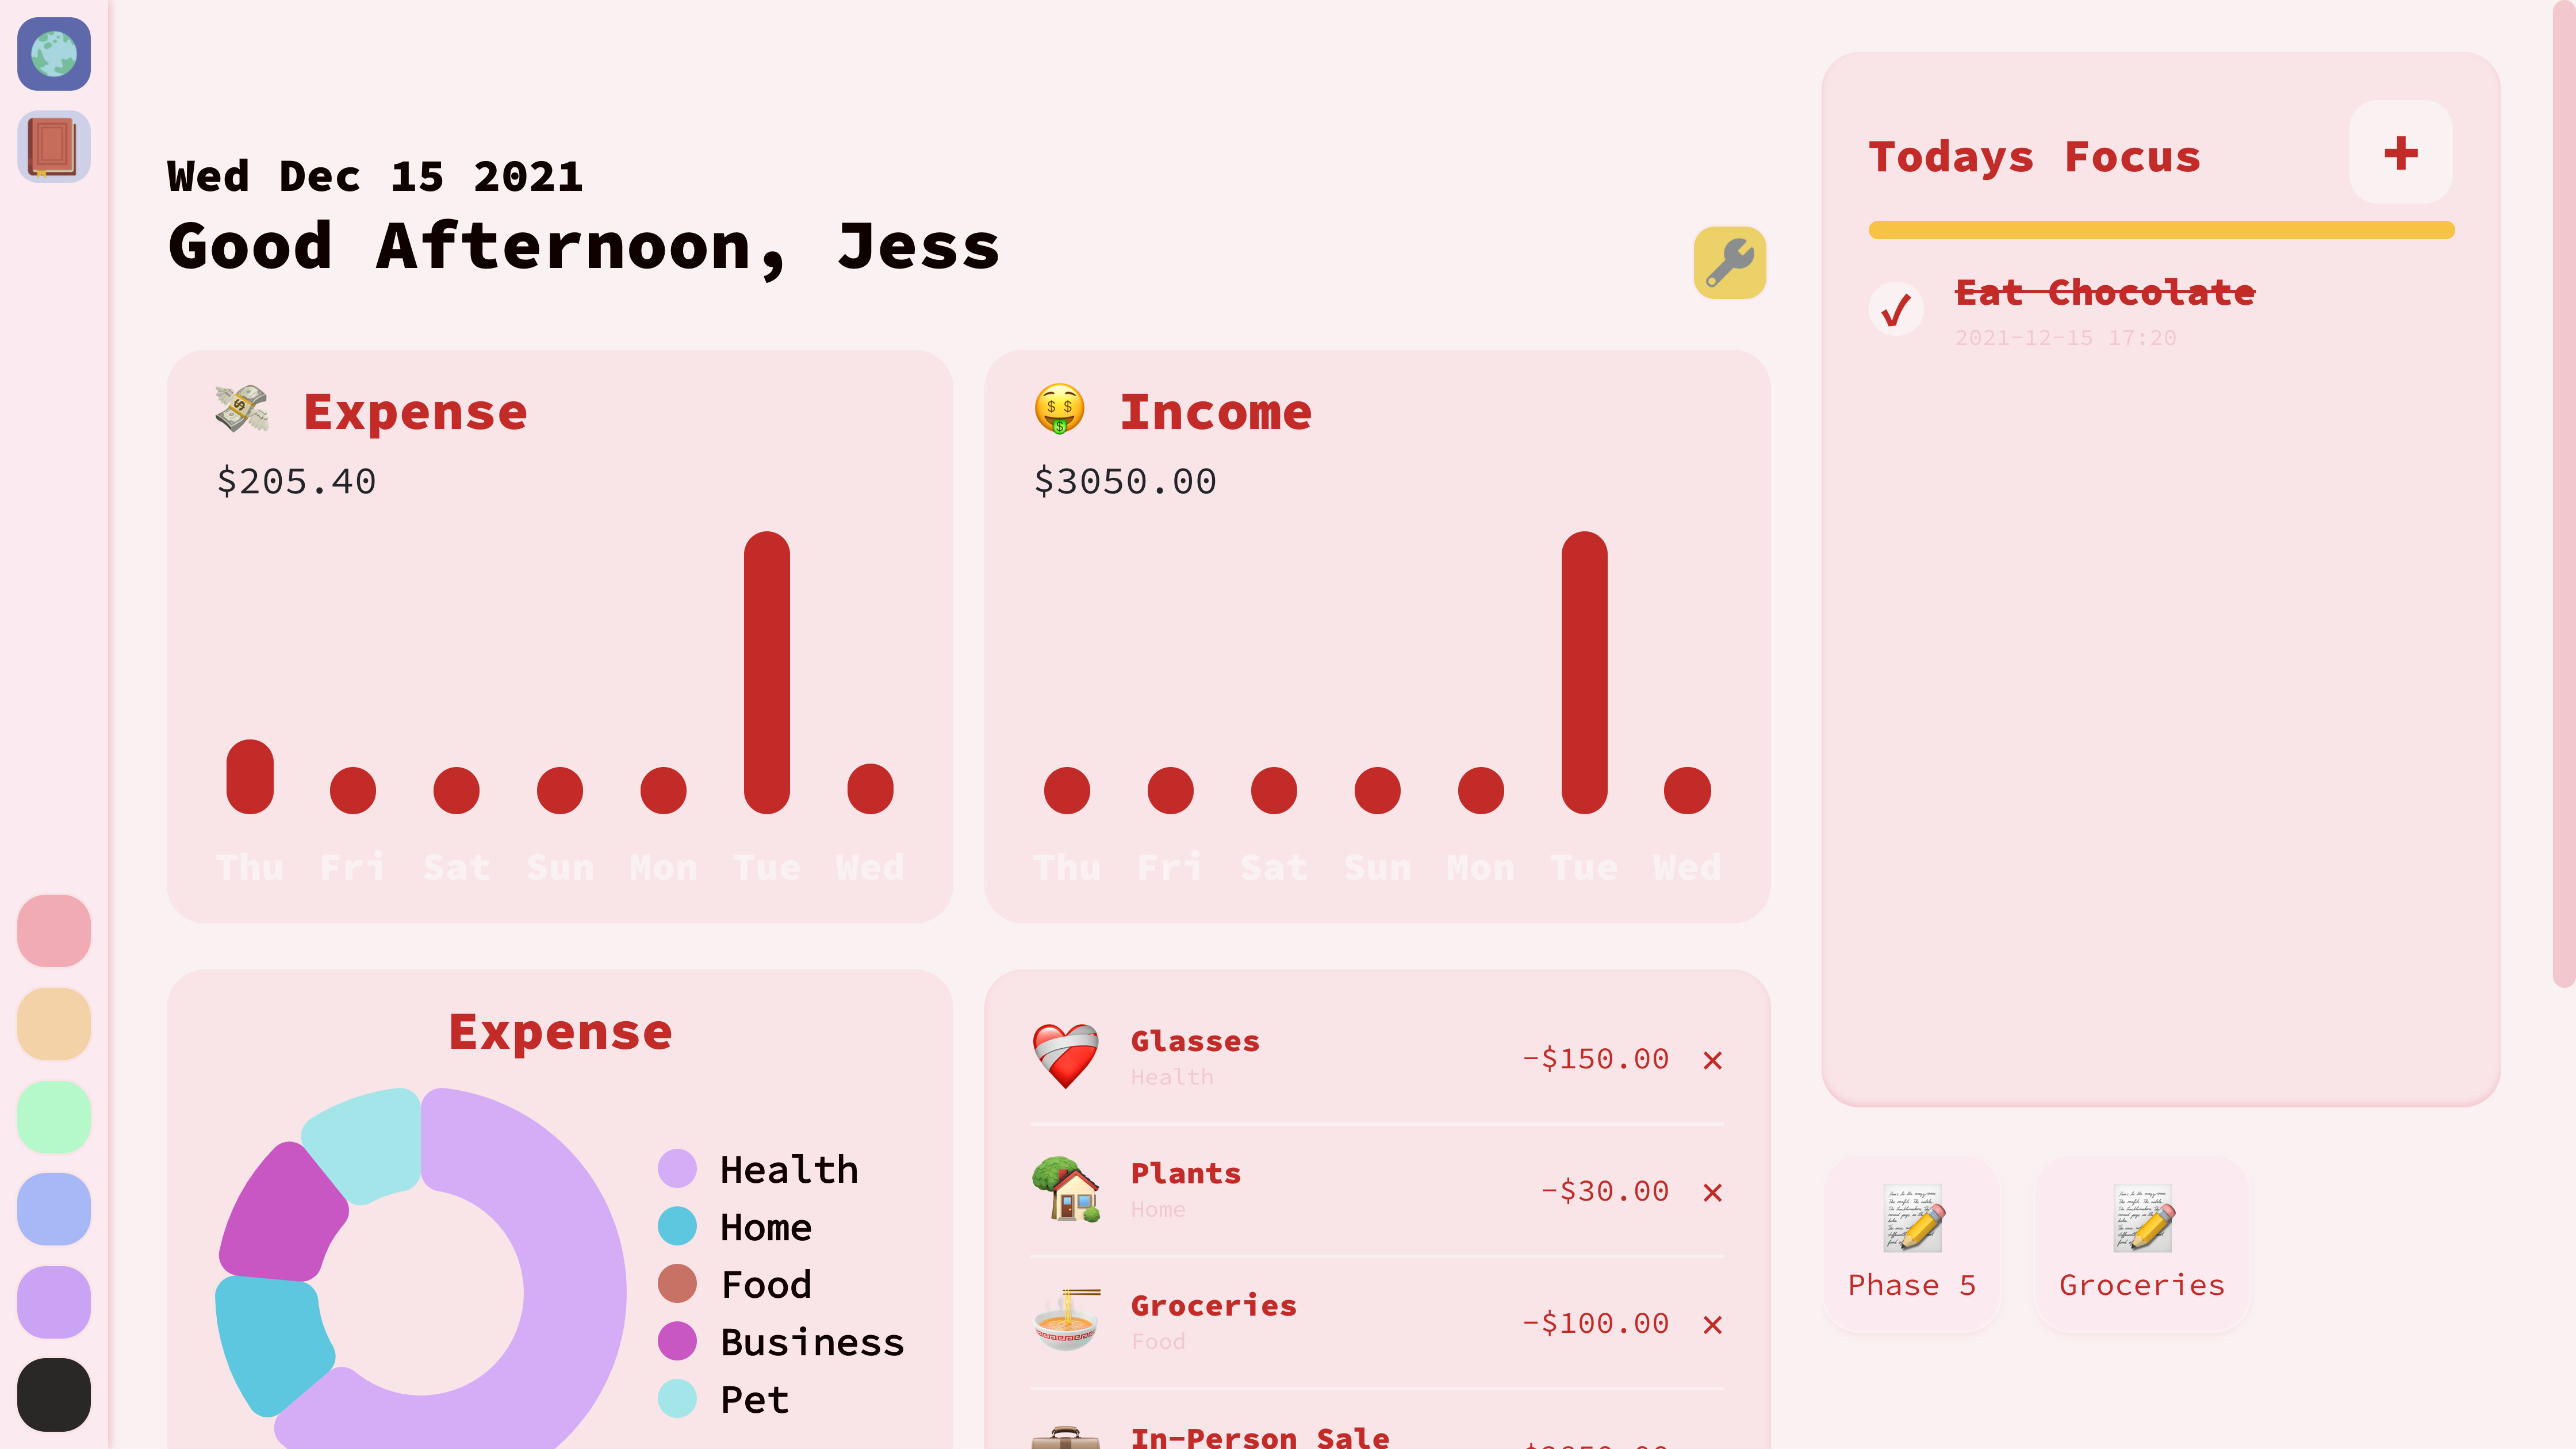 Wed Dec 15 2021
Good Afternoon, Jess
Expense
$205.40
Thu Fri Sat Sun Mon Tue Wed
Income
$3050.00
Thu Fri Sat Sun Mon Tue Wed
Expense
Health
Home
Food
Business
Pet
Glasses
Health
-$150.00 ×
Plants
Home
-$30.00 ×
Groceries
Food
-$100.00 ×
In-Person Sale
Todays Focus
+
Eat Chocolate
2021-12-15 17:20
Phase 5
Groceries